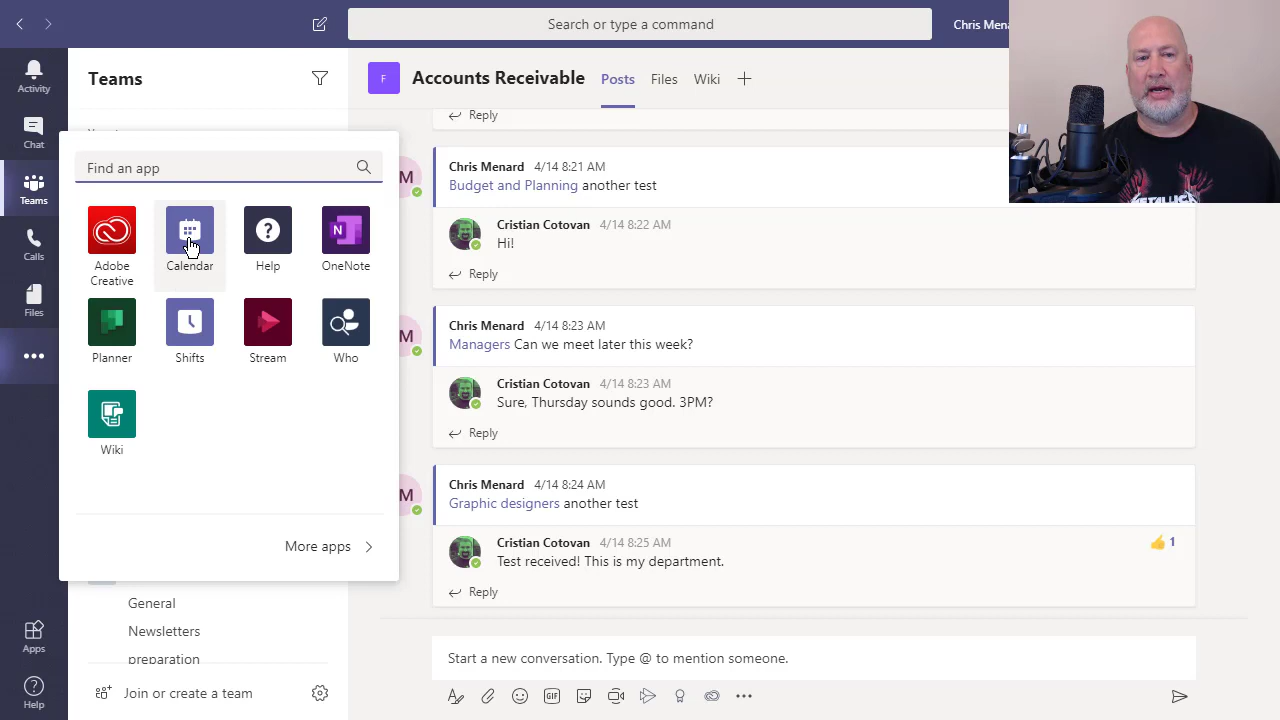 Search or type a command
Chris Mena
Activity
Chat
Teams
Calls
Files
Apps
Help
Teams
Find an app
Adobe
Creative
Calendar
Help
OneNote
Planner
Shifts
Stream
Who
Wiki
More apps
General
Newsletters
preparation
Join or create a team
F
Accounts Receivable
Posts
Files
Wiki
Reply
M
Chris Menard 4/14 8:21 AM
Budget and Planning another test
Cristian Cotovan 4/14 8:22 AM
Hi!
Reply
M
Chris Menard 4/14 8:23 AM
Managers Can we meet later this week?
Cristian Cotovan 4/14 8:23 AM
Sure, Thursday sounds good. 3PM?
Reply
M
Chris Menard 4/14 8:24 AM
Graphic designers another test
Cristian Cotovan 4/14 8:25 AM
1
Test received! This is my department.
Reply
Start a new conversation. Type @ to mention someone.
GIF
METALLICA